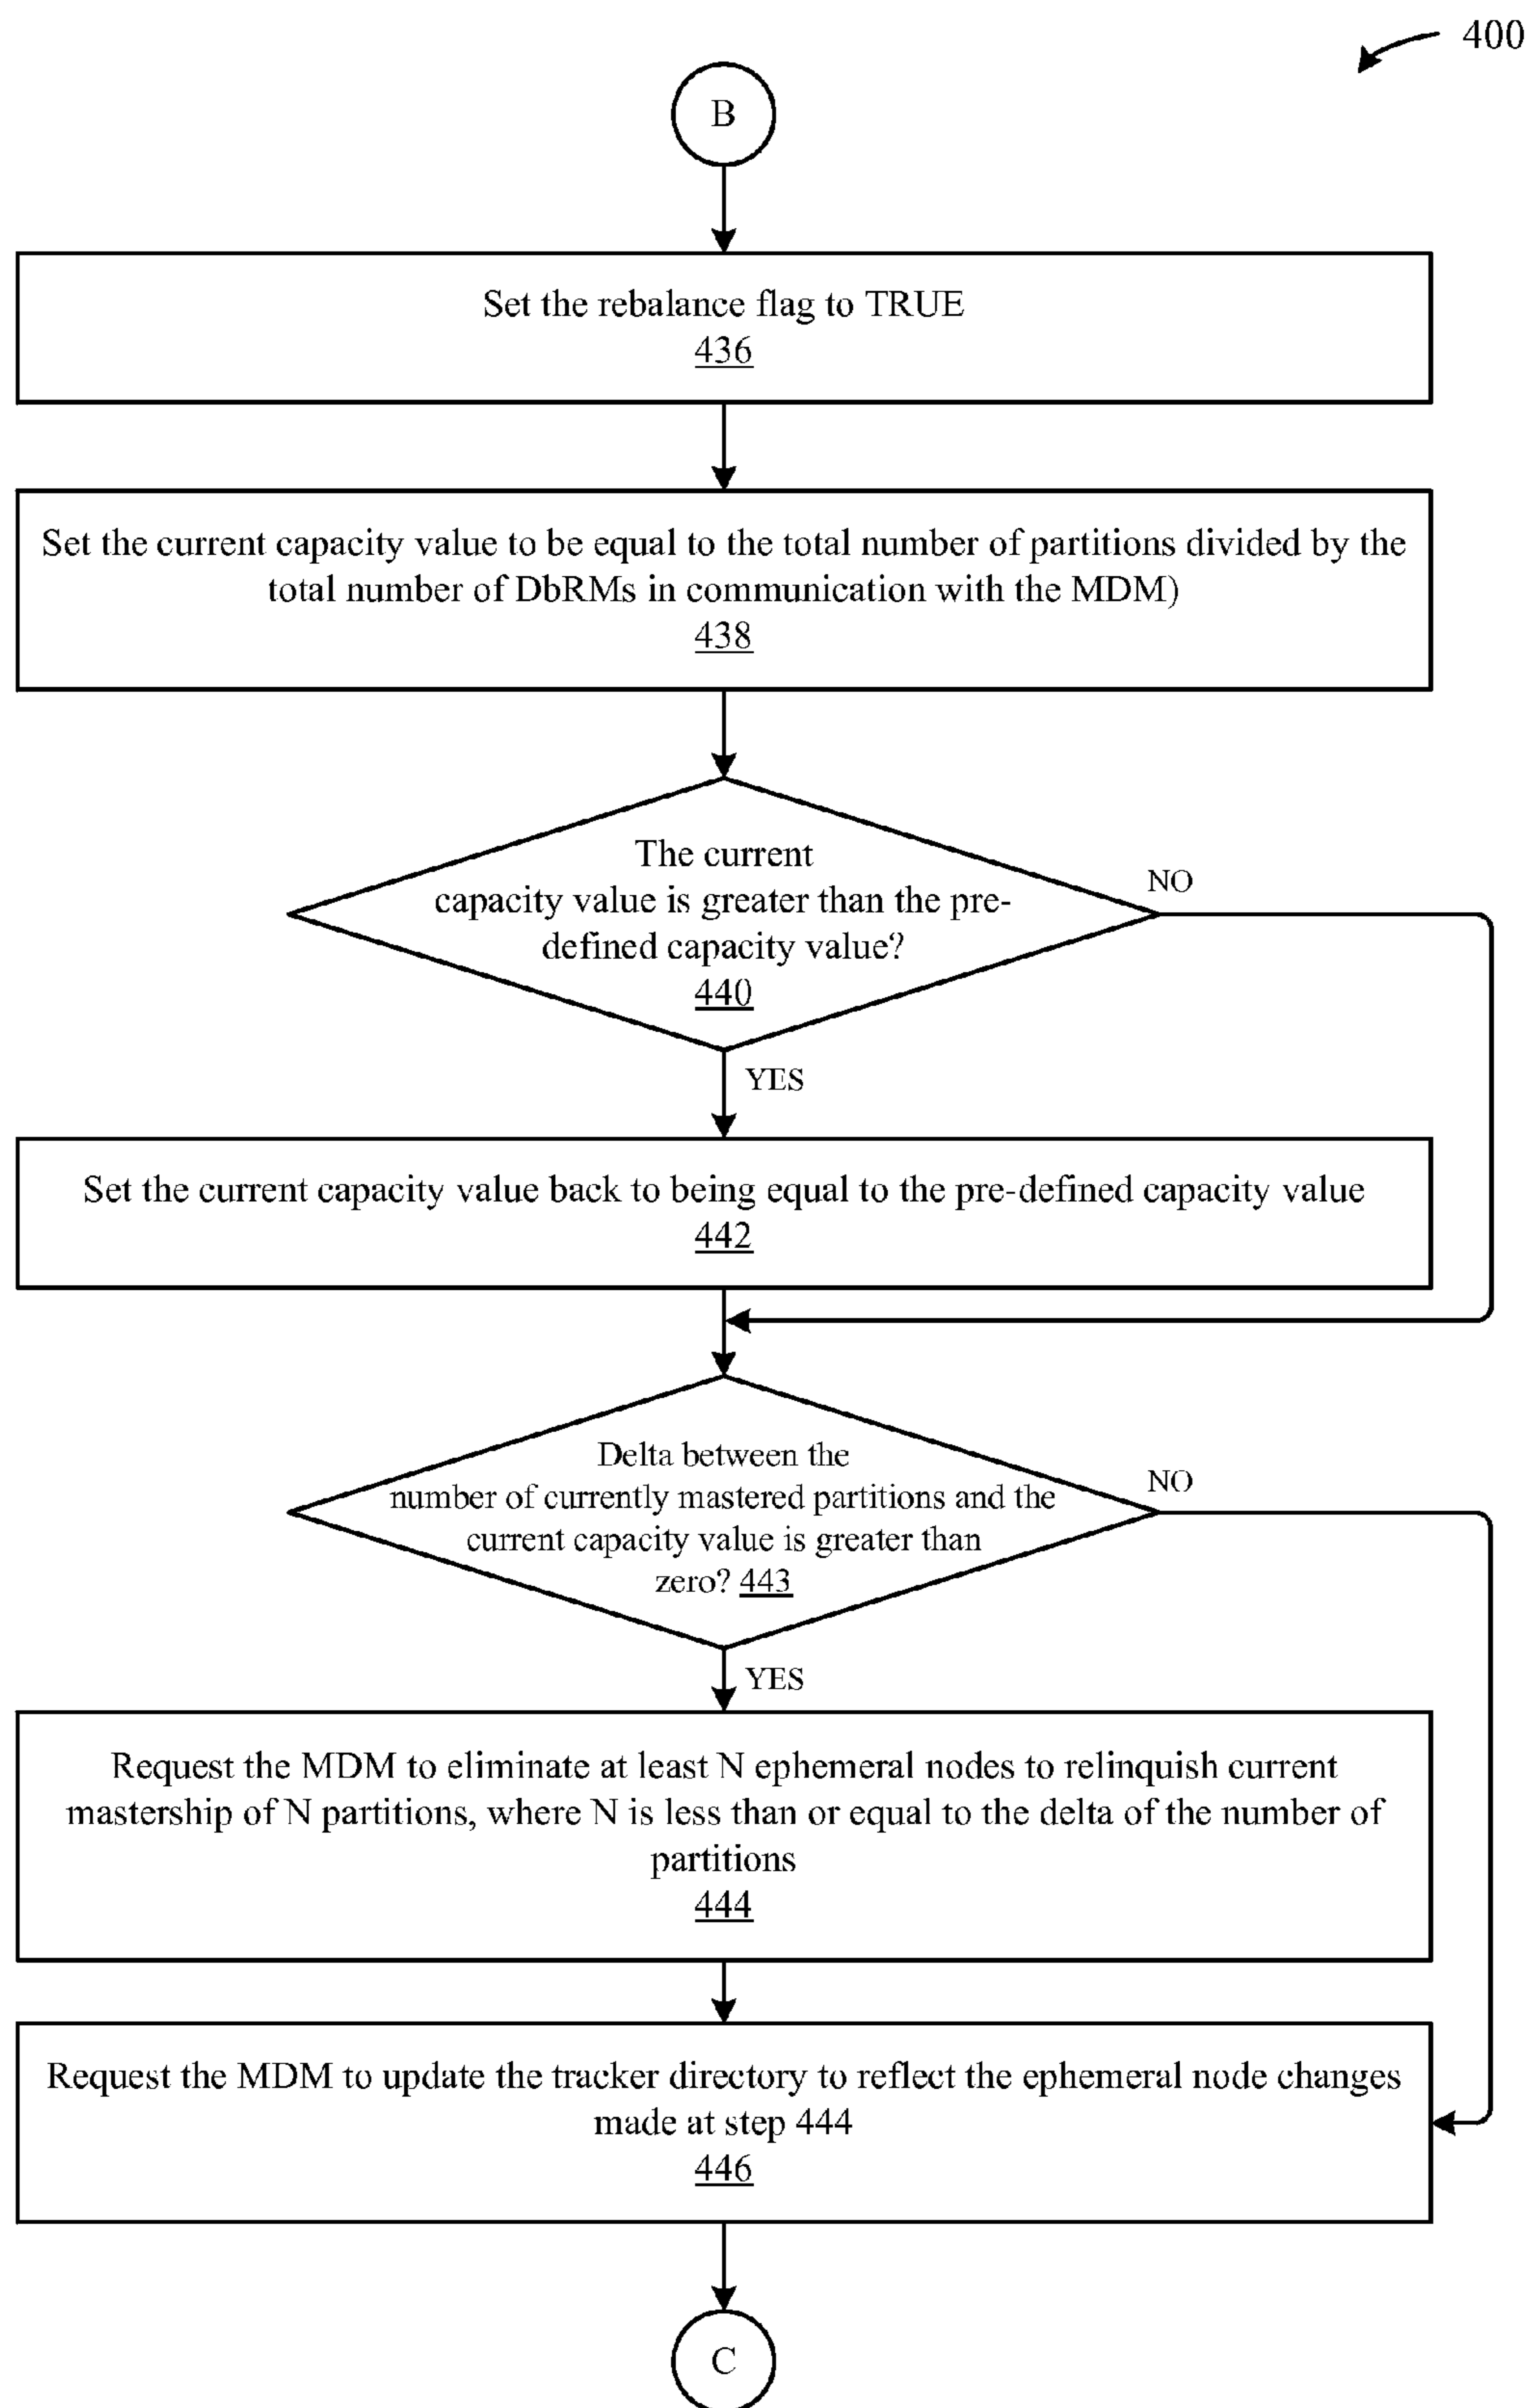 400
B
Set the rebalance flag to TRUE
436
Set the current capacity value to be equal to the total number of partitions divided by the
total number of DbRMs in communication with the MDM)
438
The current
capacity value is greater than the pre-
defined capacity value?
440
NO
YES
Set the current capacity value back to being equal to the pre-defined capacity value
442
Delta between the
number of currently mastered partitions and the
current capacity value is greater than
zero? 443
NO
YES
Request the MDM to eliminate at least N ephemeral nodes to relinquish current
mastership of N partitions, where N is less than or equal to the delta of the number of
partitions
444
Request the MDM to update the tracker directory to reflect the ephemeral node changes
made at step 444
446
C